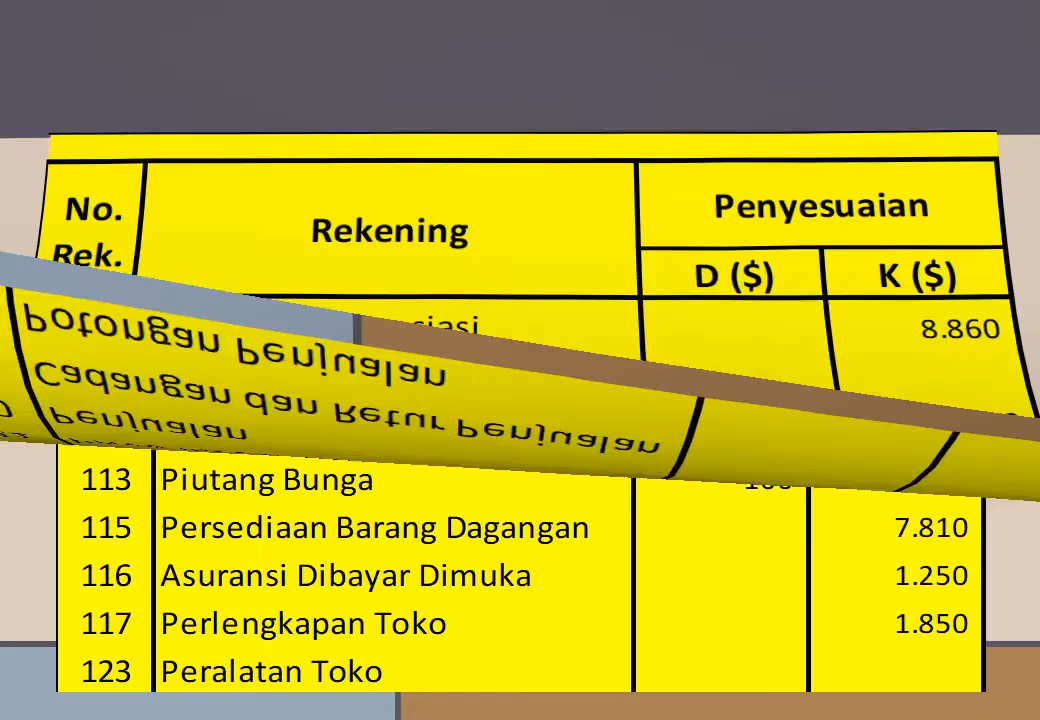 No. Rek. Rekening Penyesuaian
D ($) K ($)
8.860
Potongan Penjualan
Cadangan dan Retur Penjualan
Penjualan
113 Piutang Bunga
115 Persediaan Barang Dagangan 7.810
116 Asuransi Dibayar Dimuka 1.250
117 Perlengkapan Toko 1.850
123 Peralatan Toko